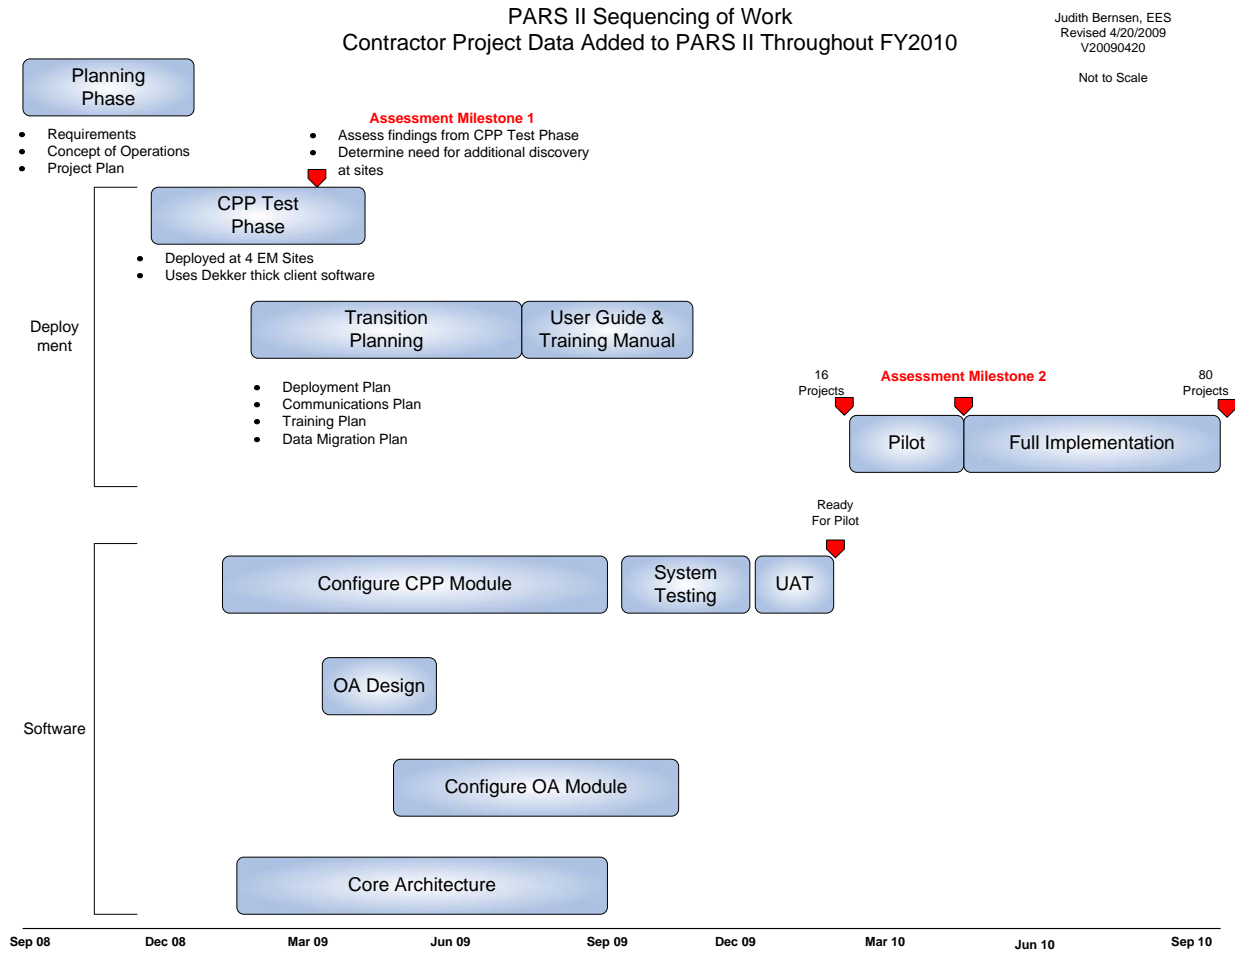 PARS II Sequencing of Work
Contractor Project Data Added to PARS II Throughout FY2010
Judith Bernsen, EES
Revised 4/20/2009
V20090420
Not to Scale
Planning
Phase
• Requirements
• Concept of Operations
• Project Plan
Assessment Milestone 1
• Assess findings from CPP Test Phase
• Determine need for additional discovery
at sites
CPP Test
Phase
• Deployed at 4 EM Sites
• Uses Dekker thick client software
Deploy
ment
Transition
Planning
User Guide &
Training Manual
• Deployment Plan
• Communications Plan
• Training Plan
• Data Migration Plan
16
Projects
Assessment Milestone 2
80
Projects
Pilot
Full Implementation
Ready
For Pilot
Configure CPP Module
System
Testing
UAT
OA Design
Software
Configure OA Module
Core Architecture
Sep 08
Dec 08
Mar 09
Jun 09
Sep 09
Dec 09
Mar 10
Jun 10
Sep 10